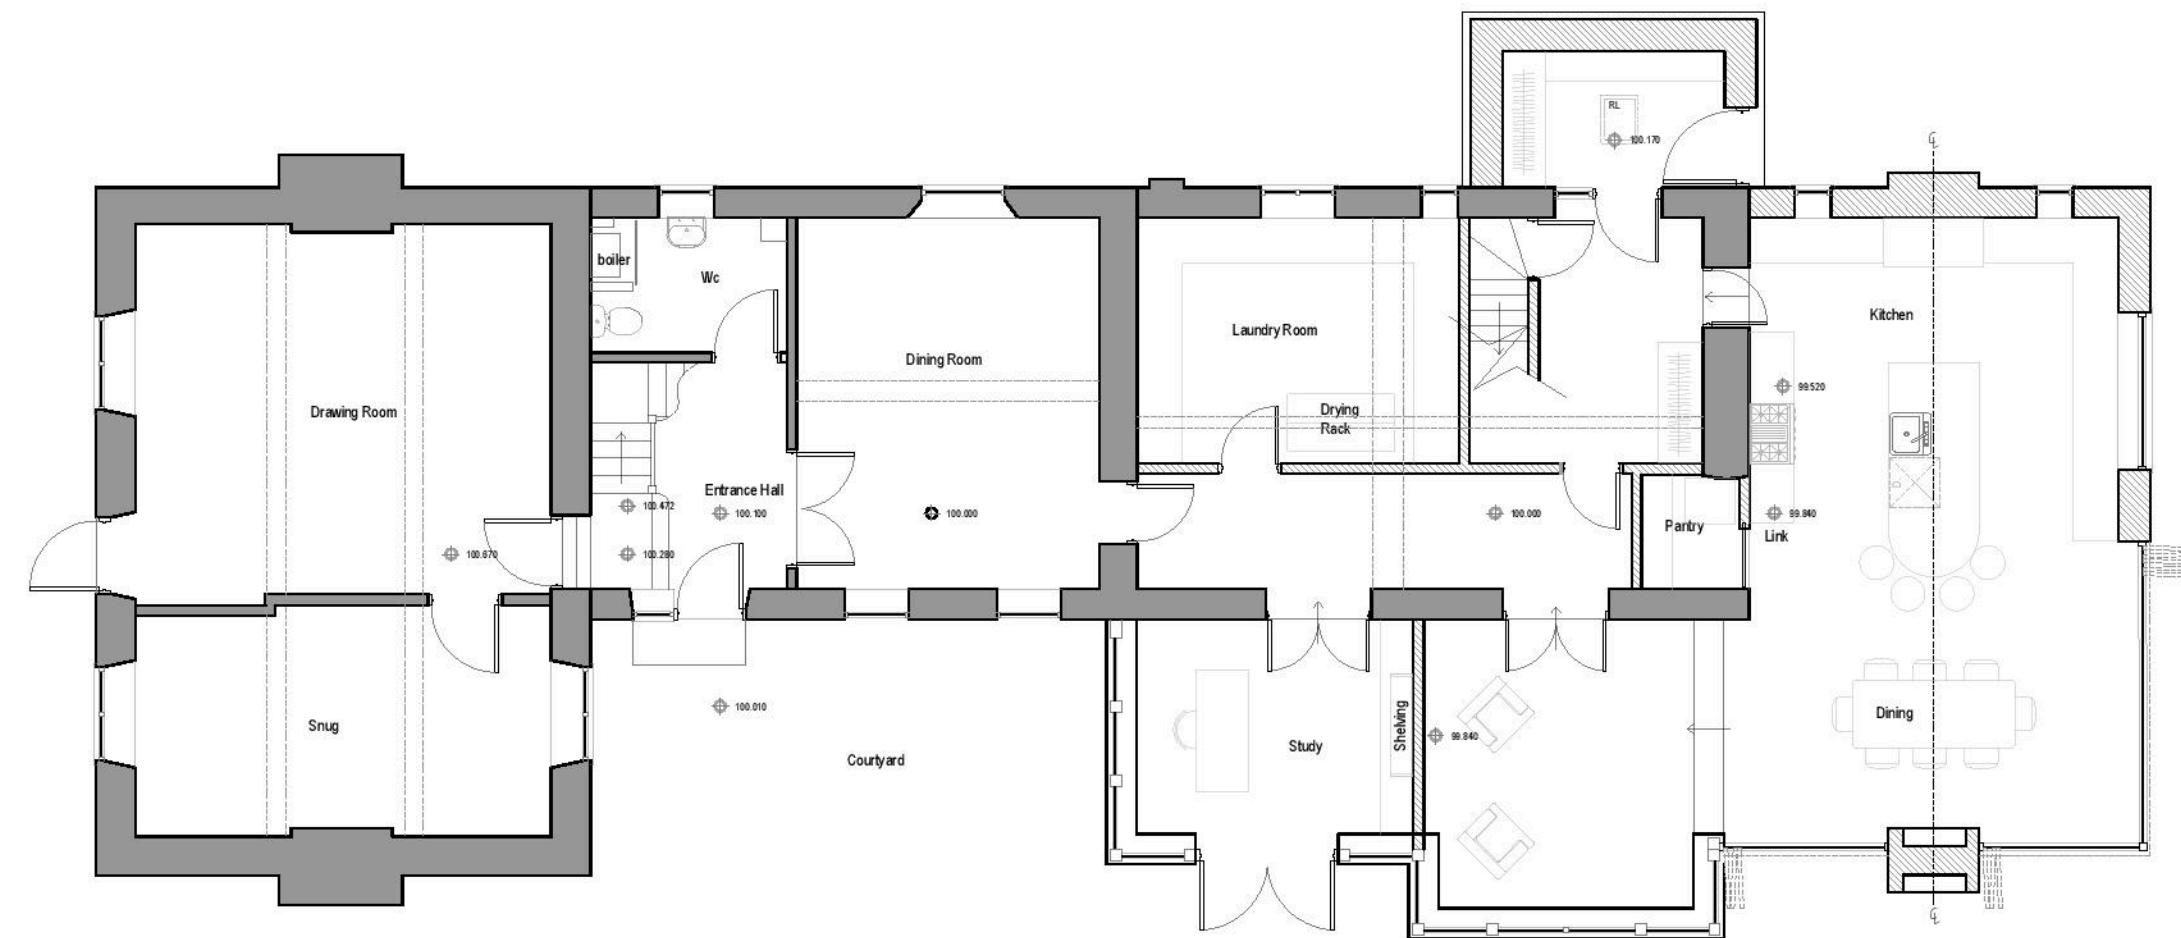 RL
100.170
℄
boiler
Wc
Kitchen
Laundry Room
Dining Room
99.520
Drawing Room
Drying
Rack
Entrance Hall
100.472
100.100
100.000
100.000
99.840
Pantry
Link
100.670
100.280
100.010
Dining
Snug
Shelving
99.840
Study
Courtyard
℄